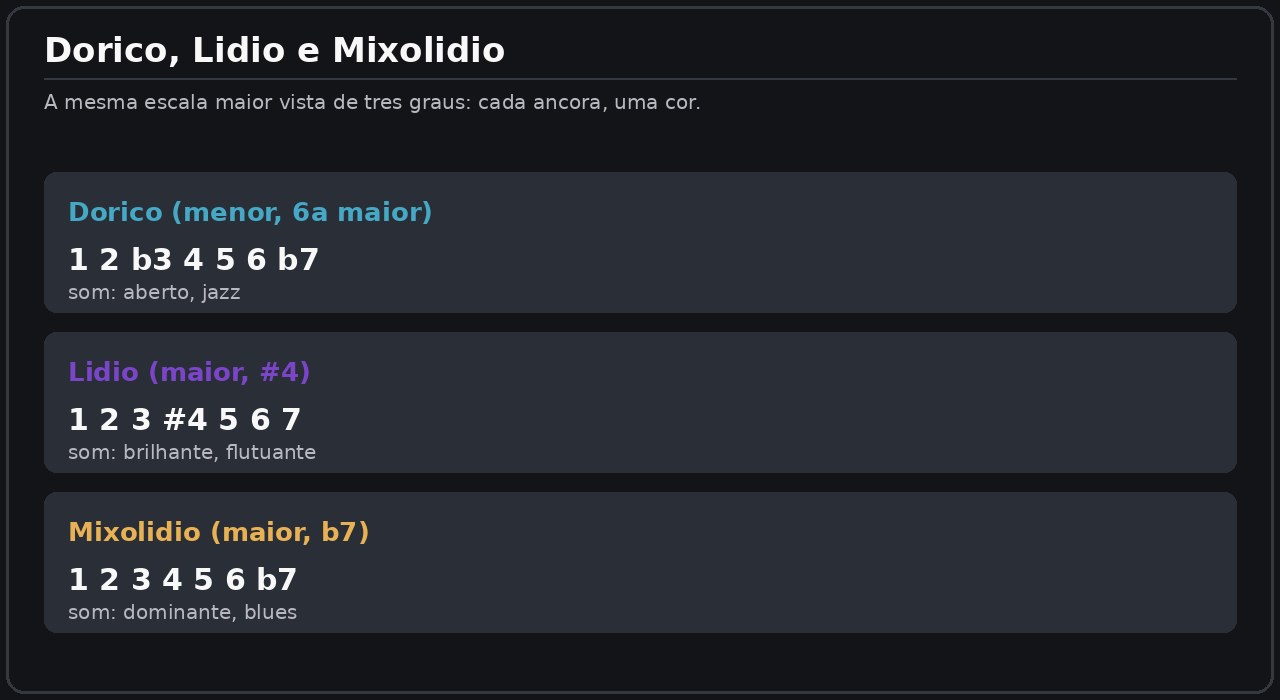 Dorico, Lidio e Mixolidio
A mesma escala maior vista de tres graus: cada ancora, uma cor.
Dorico (menor, 6a maior)
1 2 b3 4 5 6 b7
som: aberto, jazz
Lidio (maior, #4)
1 2 3 #4 5 6 7
som: brilhante, flutuante
Mixolidio (maior, b7)
1 2 3 4 5 6 b7
som: dominante, blues